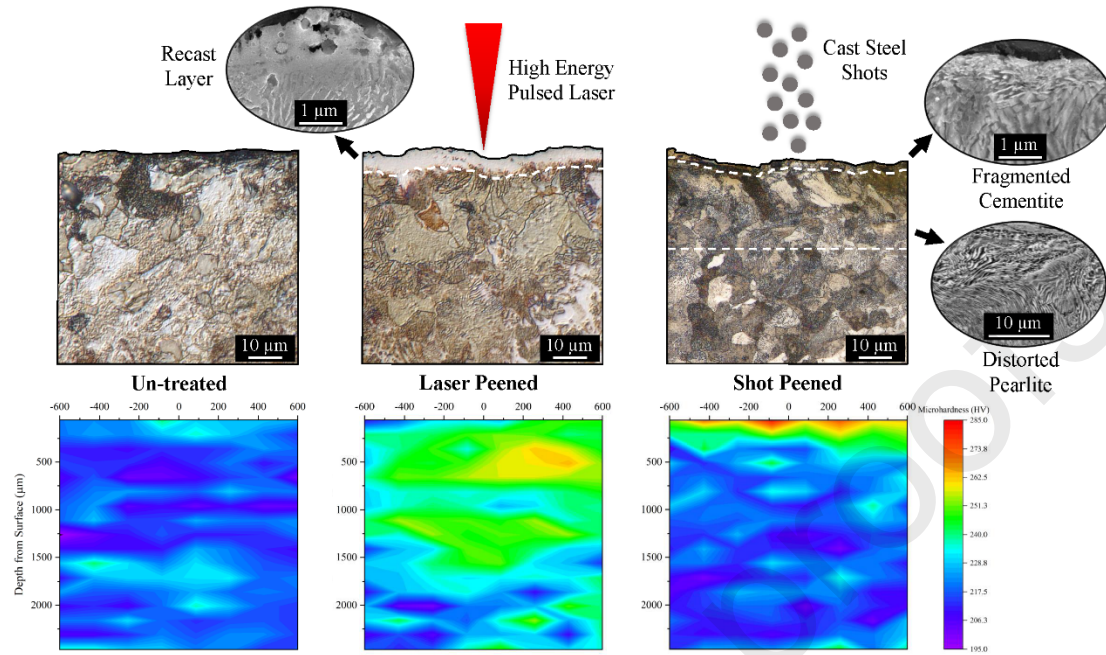 Recast
Layer
1 µm
High Energy
Pulsed Laser
Cast Steel
Shots
1 µm
Fragmented
Cementite
10 µm
10 µm
10 µm
10 µm
Distorted
Pearlite
Un-treated
Laser Peened
Shot Peened
-600 -400 -200 0 200 400 600
-600 -400 -200 0 200 400 600
-600 -400 -200 0 200 400 600
Microhardness (HV)
Depth from Surface (µm)
500
1000
1500
2000
500
1000
1500
2000
500
1000
1500
2000
285.0
273.8
262.5
251.3
240.0
228.8
217.5
206.3
195.0